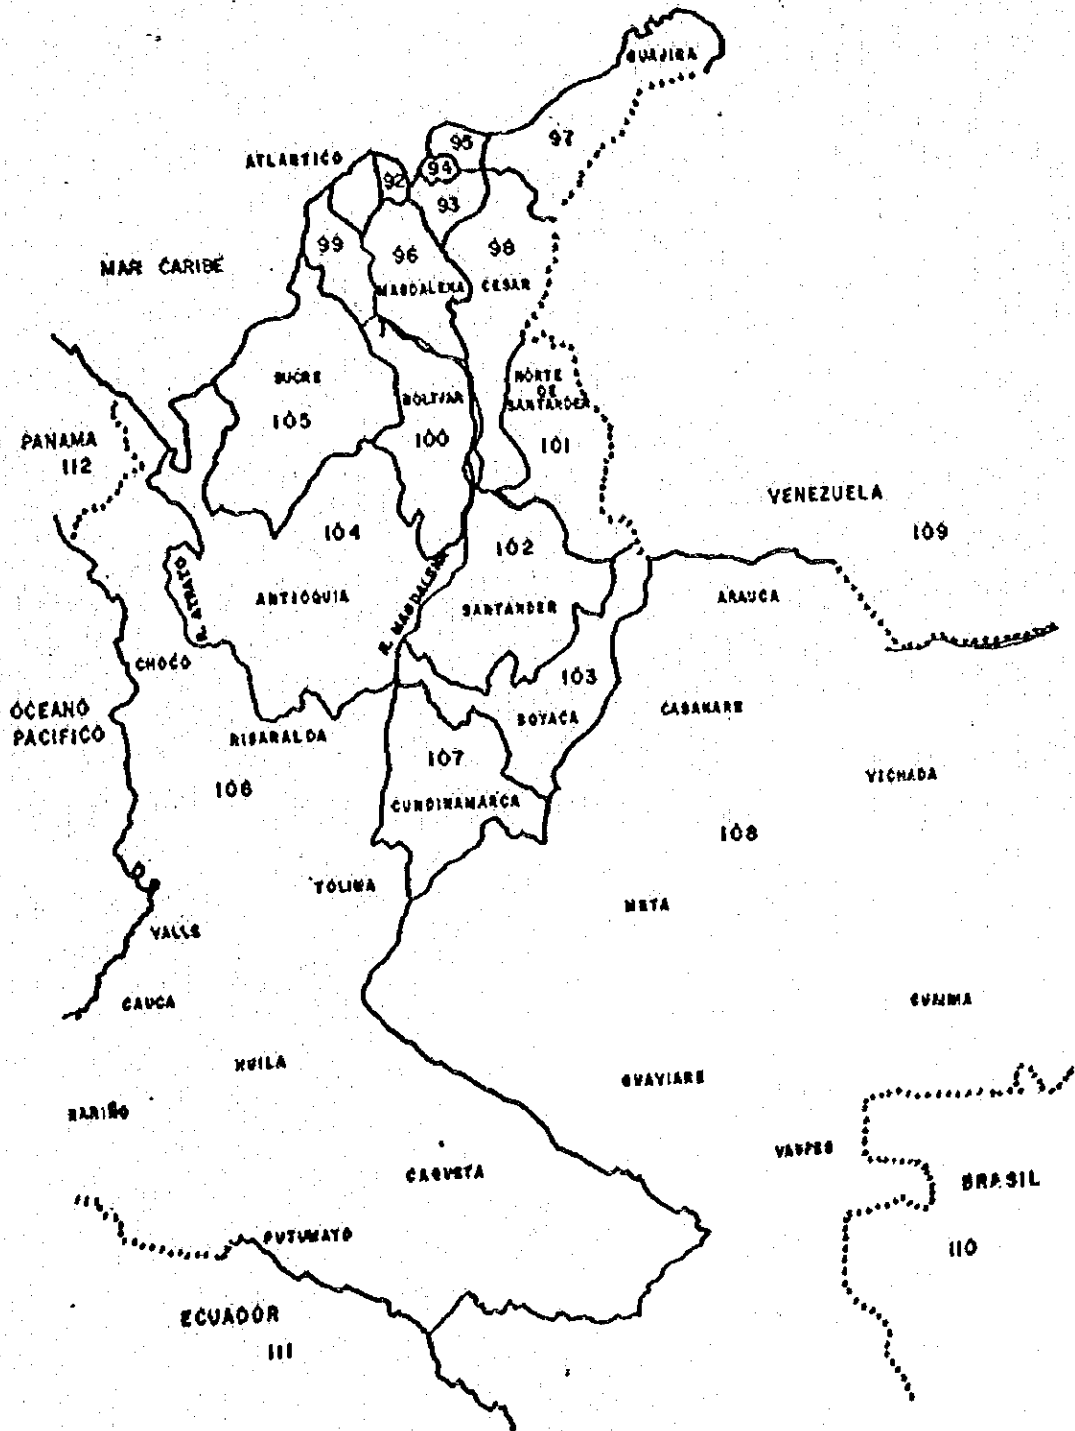 GUAJIRA
95
97
ATLANTICO
94
92
93
99
96
98
MAR CARIBE
MAGDALENA
CESAR
SUCRE
NORTE
DE
SANTANDER
BOLIVAR
105
100
101
PANAMA
112
VENEZUELA
109
104
102
R. ATRATO
ANTIOQUIA
R. MAGDALENA
SANTANDER
ARAUCA
CHOCO
103
OCEANO
PACIFICO
RISARALDA
BOYACA
CASANARE
107
VICHADA
106
CUNDINAMARCA
108
TOLIMA
META
VALLE
CAUCA
GUAINIA
HUILA
GUAVIARE
NARIÑO
VAUPES
CAQUETA
BRASIL
PUTUMAYO
110
ECUADOR
111